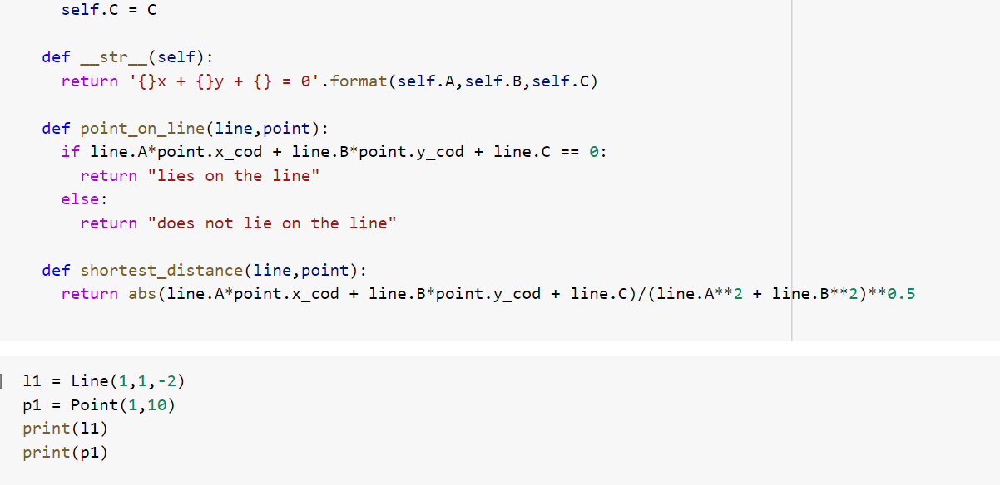 self.C = C
def __str__(self):
return '{}x + {}y + {} = 0'.format(self.A,self.B,self.C)
def point_on_line(line,point):
if line.A*point.x_cod + line.B*point.y_cod + line.C == 0:
return "lies on the line"
else:
return "does not lie on the line"
def shortest_distance(line,point):
return abs(line.A*point.x_cod + line.B*point.y_cod + line.C)/(line.A**2 + line.B**2)**0.5
l1 = Line(1,1,-2)
p1 = Point(1,10)
print(l1)
print(p1)